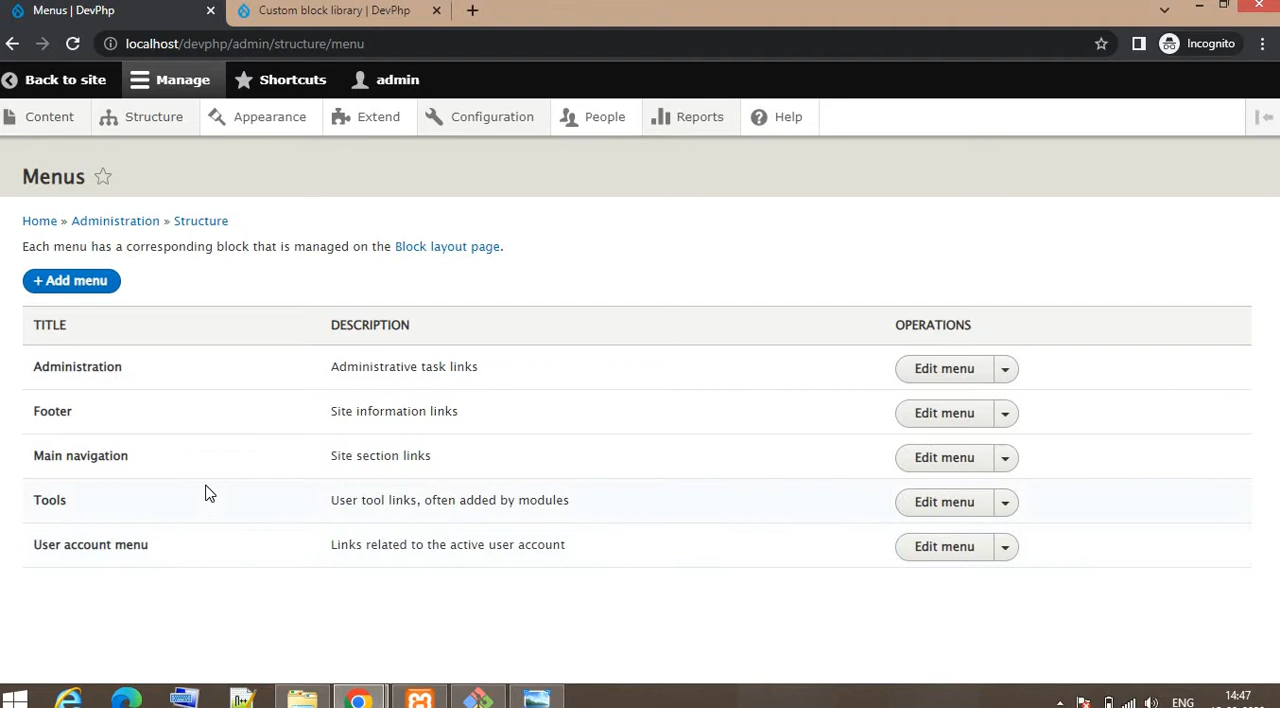 Menus | DevPhp
Custom block library | DevPhp
localhost/devphp/admin/structure/menu
Incognito
Back to site
Manage
Shortcuts
admin
Content
Structure
Appearance
Extend
Configuration
People
Reports
Help
Menus
Home » Administration » Structure
Each menu has a corresponding block that is managed on the Block layout page.
+ Add menu
TITLE DESCRIPTION OPERATIONS
Administration Administrative task links Edit menu
Footer Site information links Edit menu
Main navigation Site section links Edit menu
Tools User tool links, often added by modules Edit menu
User account menu Links related to the active user account Edit menu
14:47
ENG